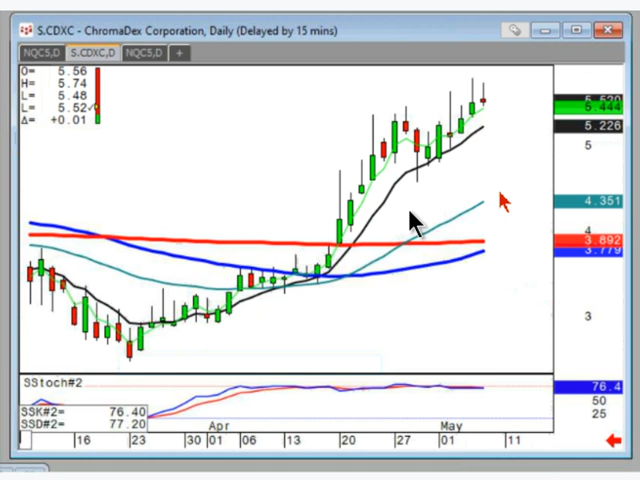 S.CDXC - ChromaDex Corporation, Daily (Delayed by 15 mins)
NQC5,D S.CDXC,D NQC5,D +
O= 5.56
H= 5.74
L= 5.48
L= 5.52
Δ= +0.01
5.444
5.226
5
4.351
4
3.892
3.779
3
SStoch#2
SSK#2= 76.40
SSD#2= 77.20
76.4
50
25
Apr May
16 23 30 01 06 13 20 27 01 11